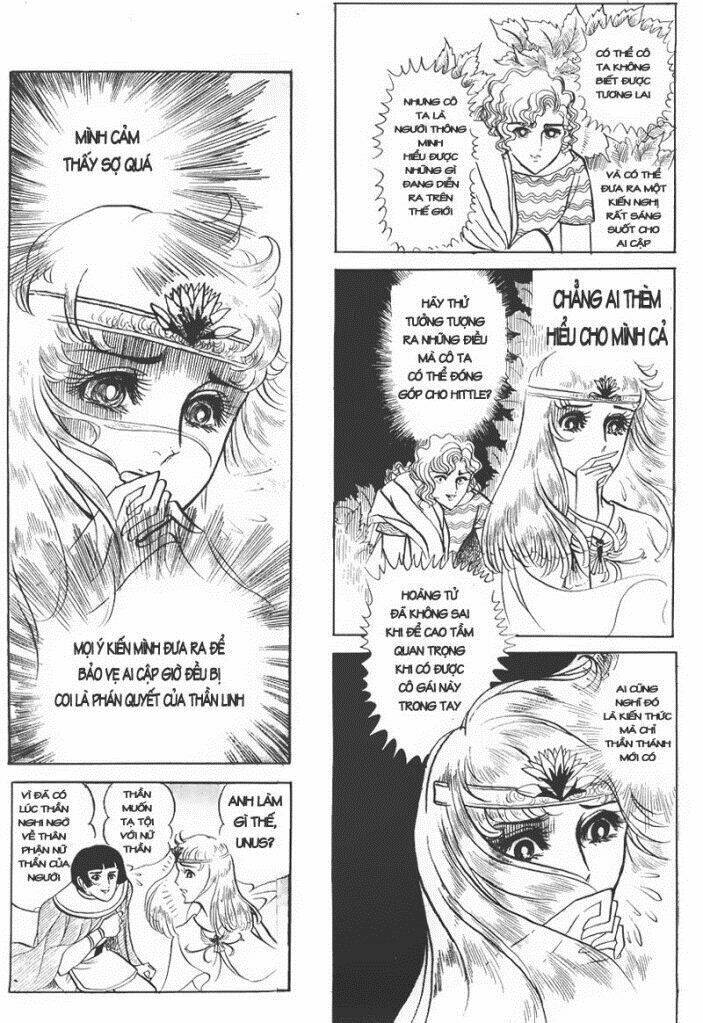 CÓ THỂ CÔ
TA KHÔNG
BIẾT ĐƯỢC
TƯƠNG LAI
NHƯNG CÔ
TA LÀ
NGƯỜI THÔNG
MINH
HIỂU ĐƯỢC
NHỮNG GÌ
ĐANG DIỄN
RA TRÊN
THẾ GIỚI
VÀ CÓ THỂ
ĐƯA RA MỘT
KIẾN NGHỊ
RẤT SÁNG
SUỐT CHO
AI CẬP
CHẲNG AI THÈM
HIỂU CHO MÌNH CẢ
HÃY THỬ
TƯỞNG TƯỢNG
RA NHỮNG ĐIỀU
MÀ CÔ TA
CÓ THỂ ĐÓNG
GÓP CHO HITTLE?
HOÀNG TỬ
ĐÃ KHÔNG SAI
KHI ĐỂ CAO TẦM
QUAN TRỌNG
KHI CÓ ĐƯỢC
CÔ GÁI NÀY
TRONG TAY
AI CŨNG
NGHĨ ĐÓ
LÀ KIẾN THỨC
MÀ CHỈ
THẦN THÁNH
MỚI CÓ
MÌNH CẢM
THẤY SỢ QUÁ
MỌI Ý KIẾN MÌNH ĐƯA RA ĐỂ
BẢO VẸ AI CẬP GIỜ ĐỀU BỊ
COI LÀ PHÁN QUYẾT CỦA THẦN LINH
ANH LÀM
GÌ THẾ,
UNUS?
THẦN
MUỐN
TẠ TỘI
VỚI NỮ
THẦN
VÌ ĐÃ CÓ
LÚC THẦN
NGHI NGỜ
VỀ THÂN
PHẬN NỮ
THẦN CỦA
NGƯỜI